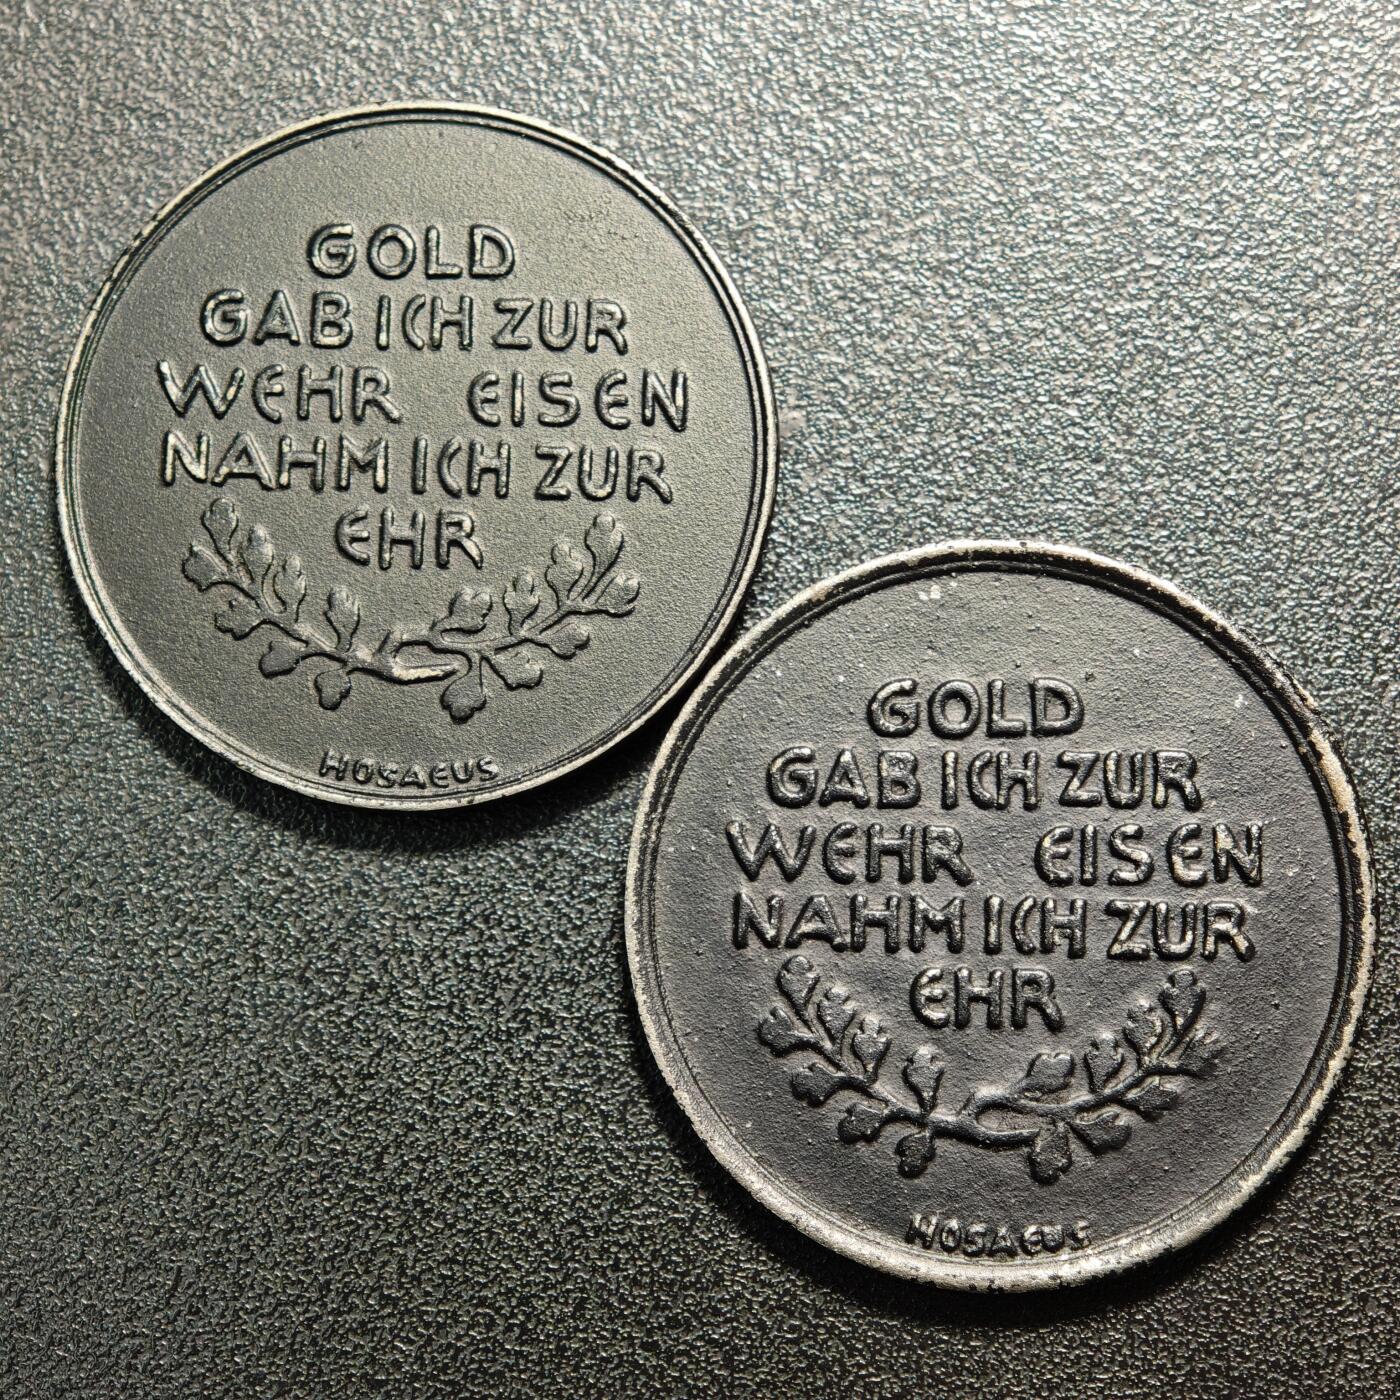 GOLD
GAB ICH ZUR
WEHR EISEN
NAHM ICH ZUR
EHR
HOSAEUS
GOLD
GAB ICH ZUR
WEHR EISEN
NAHM ICH ZUR
EHR
HOSAEUS